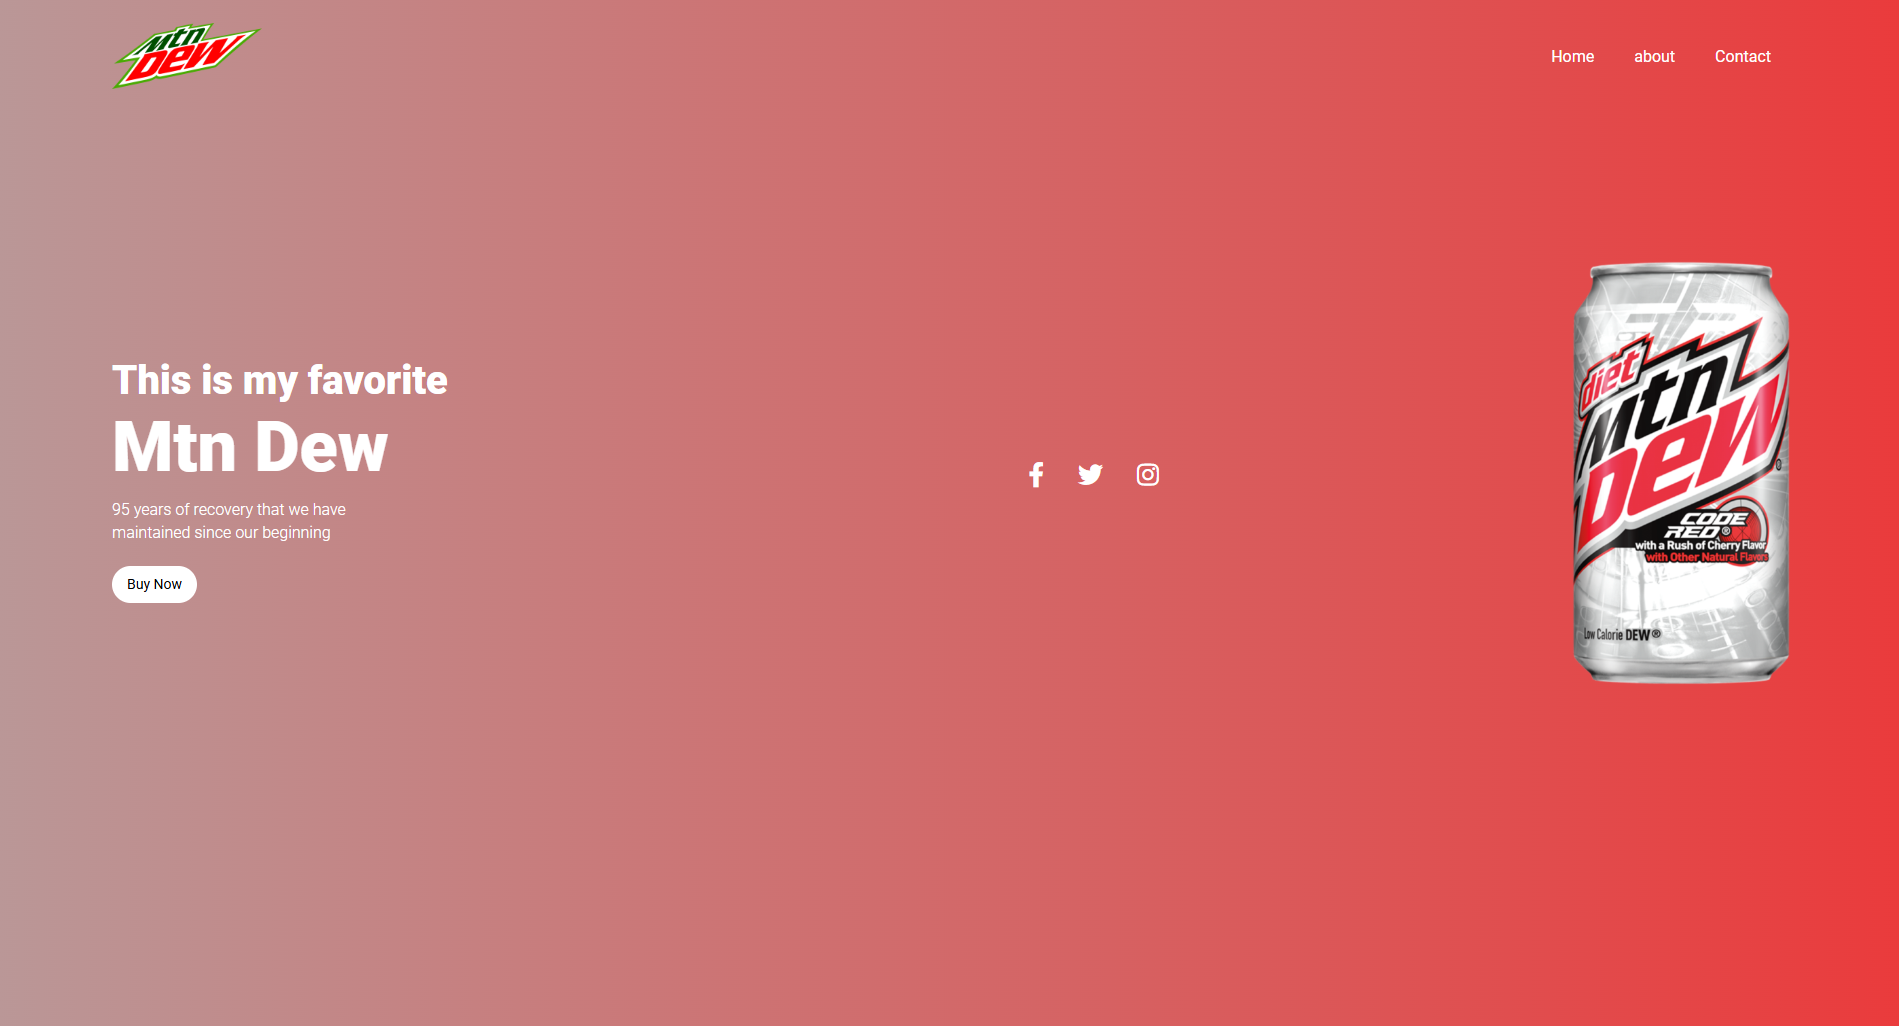 Mtn
Dew
Home
about
Contact
This is my favorite
Mtn Dew
95 years of recovery that we have
maintained since our beginning
Buy Now
diet
Mtn
Dew
®
CODE
RED®
with a Rush of Cherry Flavor
with Other Natural Flavors
Low Calorie DEW®